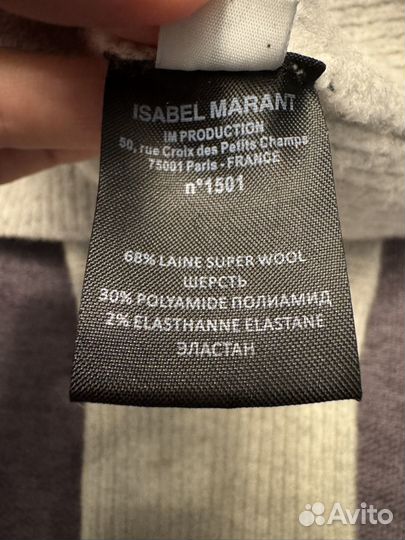 ISABEL MARANT
IM PRODUCTION
50, rue Croix des Petits Champs
75001 Paris - FRANCE
n°1501
68% LAINE SUPER WOOL
ШЕРСТЬ
30% POLYAMIDE ПОЛИАМИД
2% ELASTHANNE ELASTANE
ЭЛАСТАН
Avito